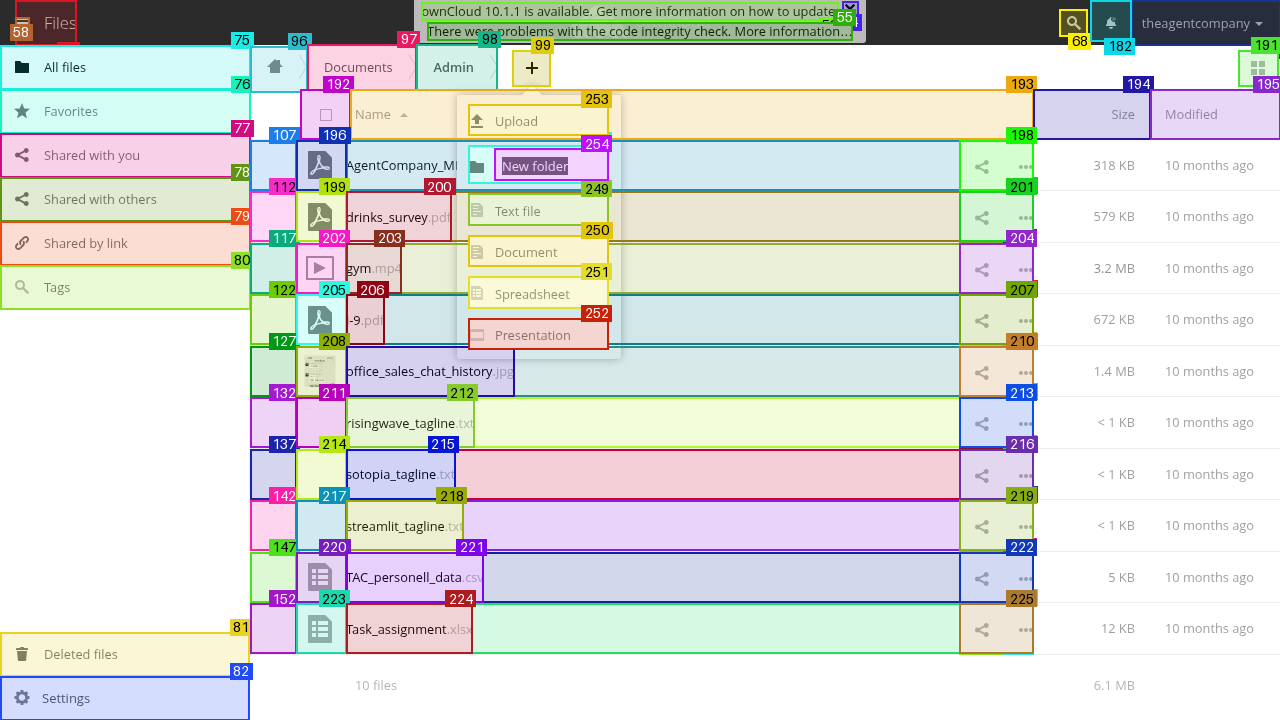 Files
58
ownCloud 10.1.1 is available. Get more information on how to update
There were problems with the code integrity check. More information...
55
68
182
theagentcompany
75
All files
96
97
Documents
98
Admin
99
+
191
76
Favorites
192
Name
193
194
Size
195
Modified
77
Shared with you
78
Shared with others
79
Shared by link
80
Tags
253
Upload
254
New folder
249
Text file
250
Document
251
Spreadsheet
252
Presentation
107
196
AgentCompany_M
198
318 KB
10 months ago
112
199
200
drinks_survey.pdf
201
579 KB
10 months ago
117
202
203
gym.mp4
204
3.2 MB
10 months ago
122
205
206
-9.pdf
207
672 KB
10 months ago
127
208
office_sales_chat_history.jpg
210
1.4 MB
10 months ago
132
211
212
risingwave_tagline.txt
213
< 1 KB
10 months ago
137
214
215
sotopia_tagline.txt
216
< 1 KB
10 months ago
142
217
218
streamlit_tagline.txt
219
< 1 KB
10 months ago
147
220
221
TAC_personell_data.csv
222
5 KB
10 months ago
152
223
224
Task_assignment.xlsx
225
12 KB
10 months ago
81
Deleted files
82
Settings
10 files
6.1 MB